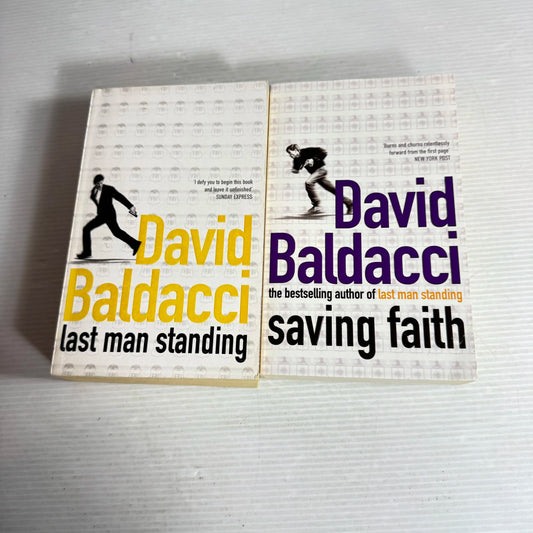 'I defy you to begin this book
and leave it unfinished'
SUNDAY EXPRESS
David
Baldacci
last man standing
'Burns and churns relentlessly
forward from the first page'
NEW YORK POST
David
Baldacci
the bestselling author of last man standing
saving faith